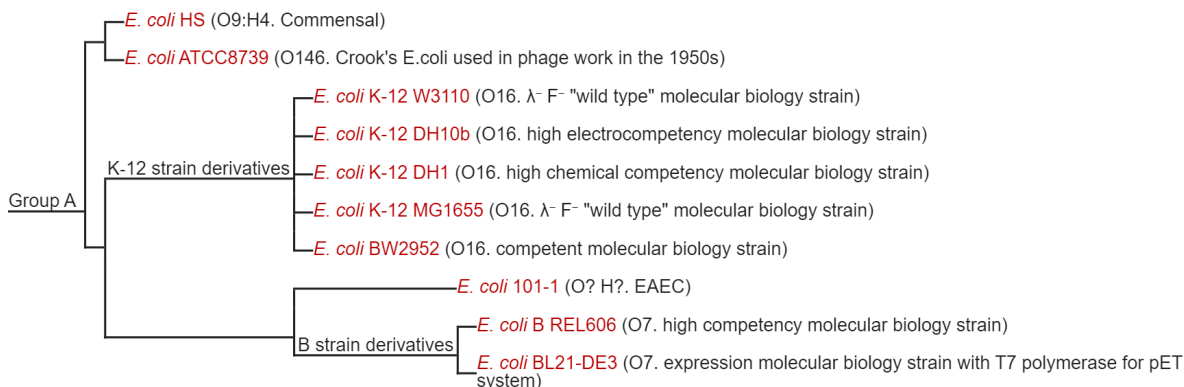 E. coli HS (O9:H4. Commensal)
E. coli ATCC8739 (O146. Crook's E.coli used in phage work in the 1950s)
E. coli K-12 W3110 (O16. λ⁻ F⁻ "wild type" molecular biology strain)
E. coli K-12 DH10b (O16. high electrocompetency molecular biology strain)
K-12 strain derivatives
E. coli K-12 DH1 (O16. high chemical competency molecular biology strain)
Group A
E. coli K-12 MG1655 (O16. λ⁻ F⁻ "wild type" molecular biology strain)
E. coli BW2952 (O16. competent molecular biology strain)
E. coli 101-1 (O? H?. EAEC)
E. coli B REL606 (O7. high competency molecular biology strain)
B strain derivatives
E. coli BL21-DE3 (O7. expression molecular biology strain with T7 polymerase for pET
system)